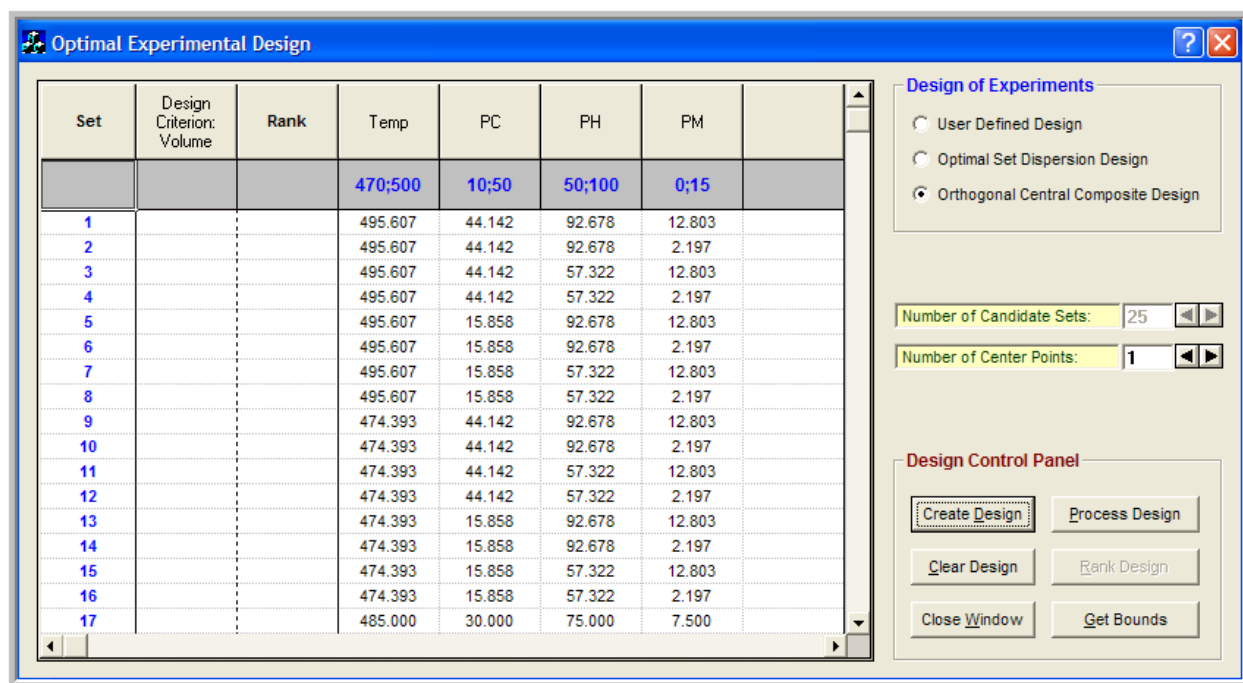 Optimal Experimental Design
Set Design Criterion: Volume Rank Temp PC PH PM
470;500 10;50 50;100 0;15
1 495.607 44.142 92.678 12.803
2 495.607 44.142 92.678 2.197
3 495.607 44.142 57.322 12.803
4 495.607 44.142 57.322 2.197
5 495.607 15.858 92.678 12.803
6 495.607 15.858 92.678 2.197
7 495.607 15.858 57.322 12.803
8 495.607 15.858 57.322 2.197
9 474.393 44.142 92.678 12.803
10 474.393 44.142 92.678 2.197
11 474.393 44.142 57.322 12.803
12 474.393 44.142 57.322 2.197
13 474.393 15.858 92.678 12.803
14 474.393 15.858 92.678 2.197
15 474.393 15.858 57.322 12.803
16 474.393 15.858 57.322 2.197
17 485.000 30.000 75.000 7.500
Design of Experiments
User Defined Design
Optimal Set Dispersion Design
Orthogonal Central Composite Design
Number of Candidate Sets: 25
Number of Center Points: 1
Design Control Panel
Create Design Process Design
Clear Design Rank Design
Close Window Get Bounds